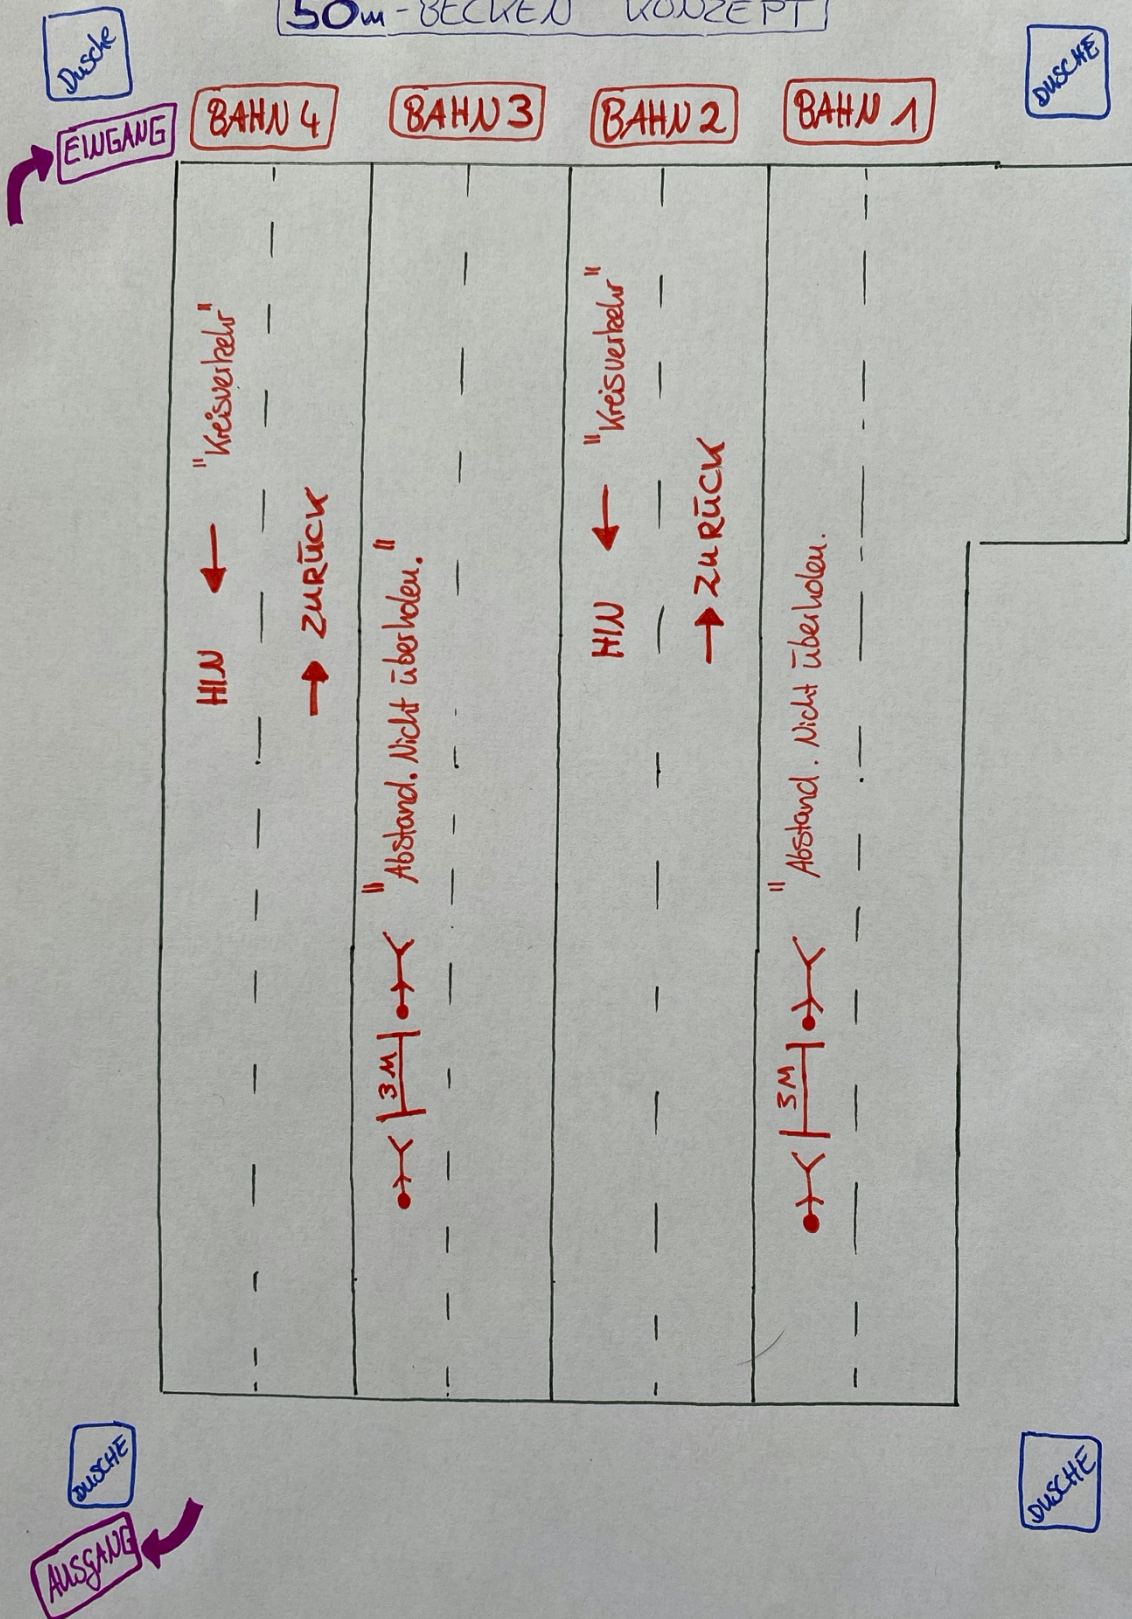 50m-BECKEN KONZEPT
Dusche
DUSCHE
EINGANG
BAHN 4
BAHN 3
BAHN 2
BAHN 1
"Kreisverkehr"
HIN
ZURÜCK
"Abstand. Nicht überholen."
3M
"Kreisverkehr"
HIN
ZURÜCK
"Abstand. Nicht überholen.
3M
DUSCHE
DUSCHE
AUSGANG